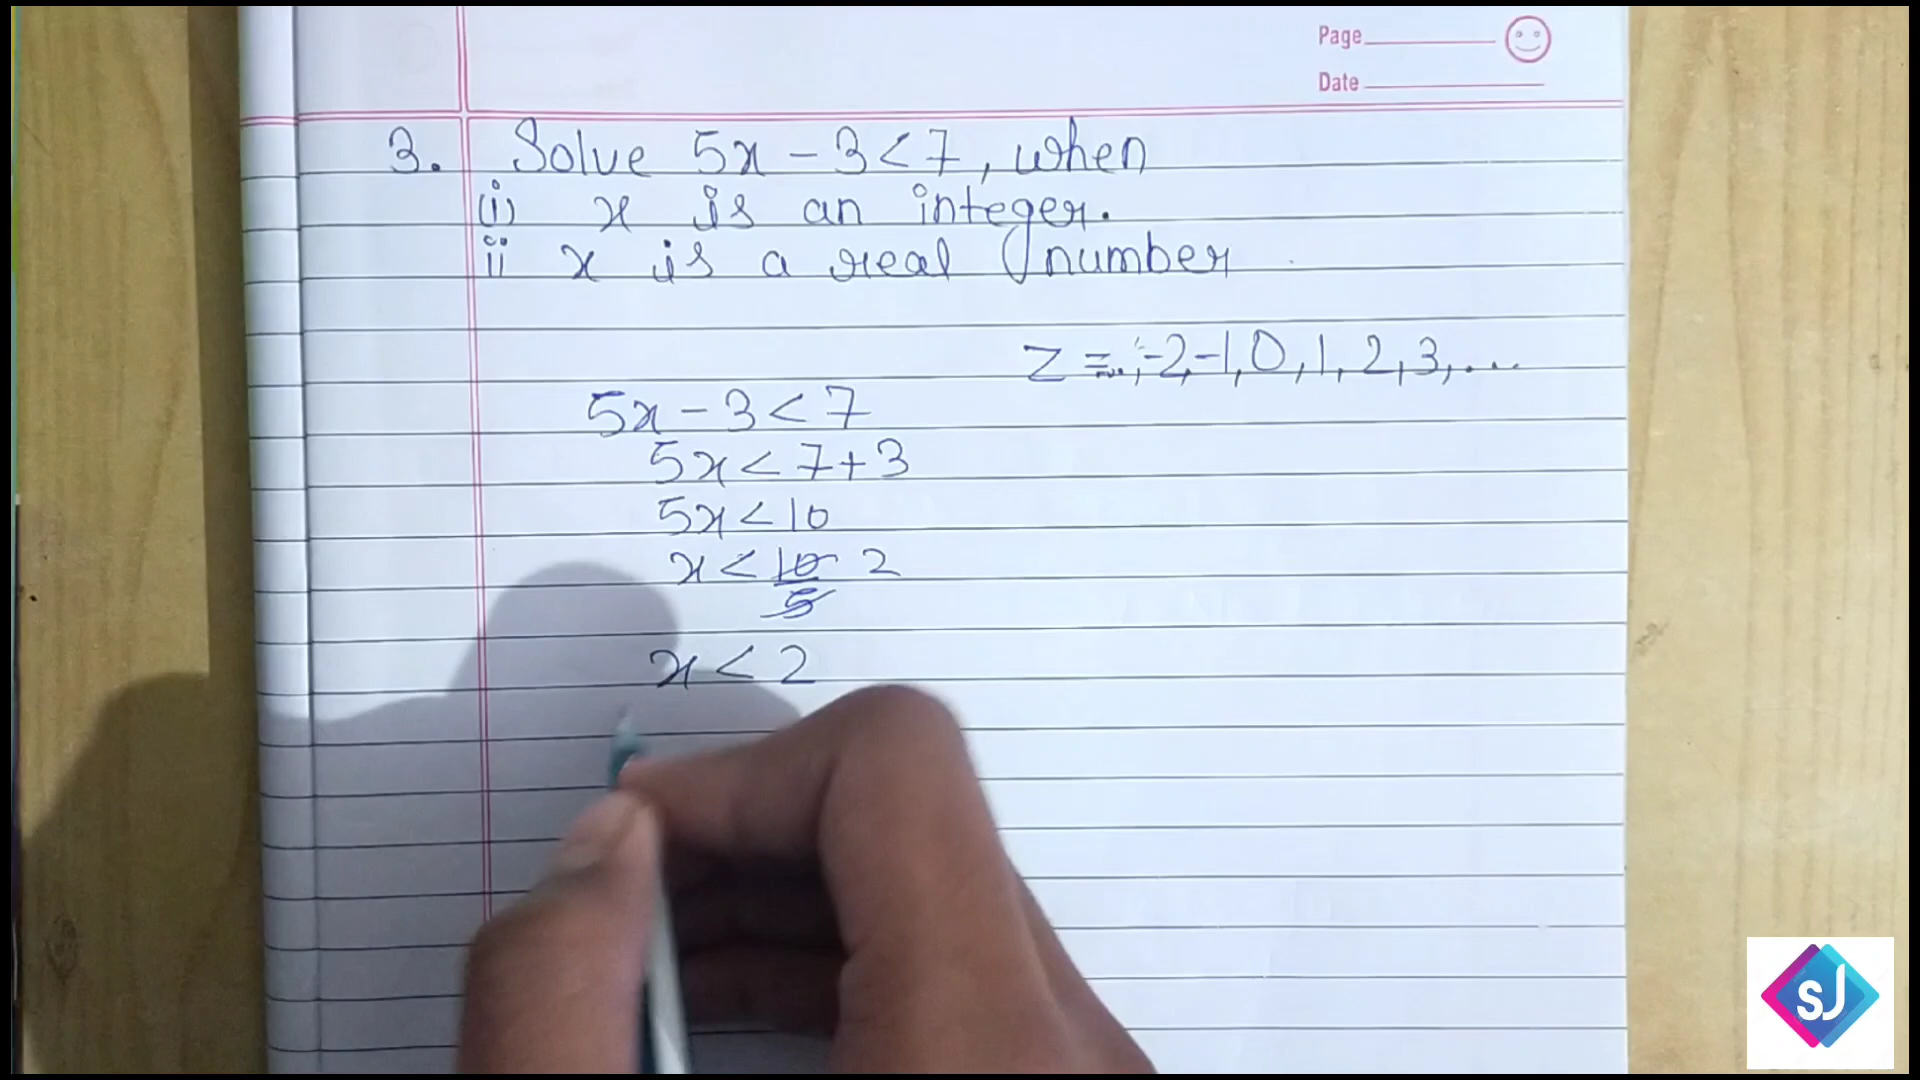 Page
Date
3. Solve 5x - 3 < 7, when
(i) x is an integer.
ii x is a real number
Z = ..., -2, -1, 0, 1, 2, 3, ...
5x - 3 < 7
5x < 7 + 3
5x < 10
x < 10/5 2
x < 2
SJ